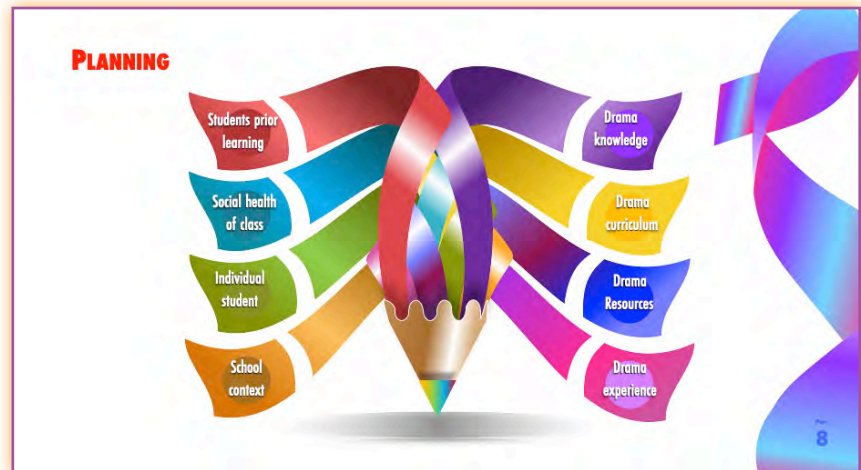 PLANNING
Students prior
learning
Social health
of class
Individual
student
School
context
Drama
knowledge
Drama
curriculum
Drama
Resources
Drama
experience
8